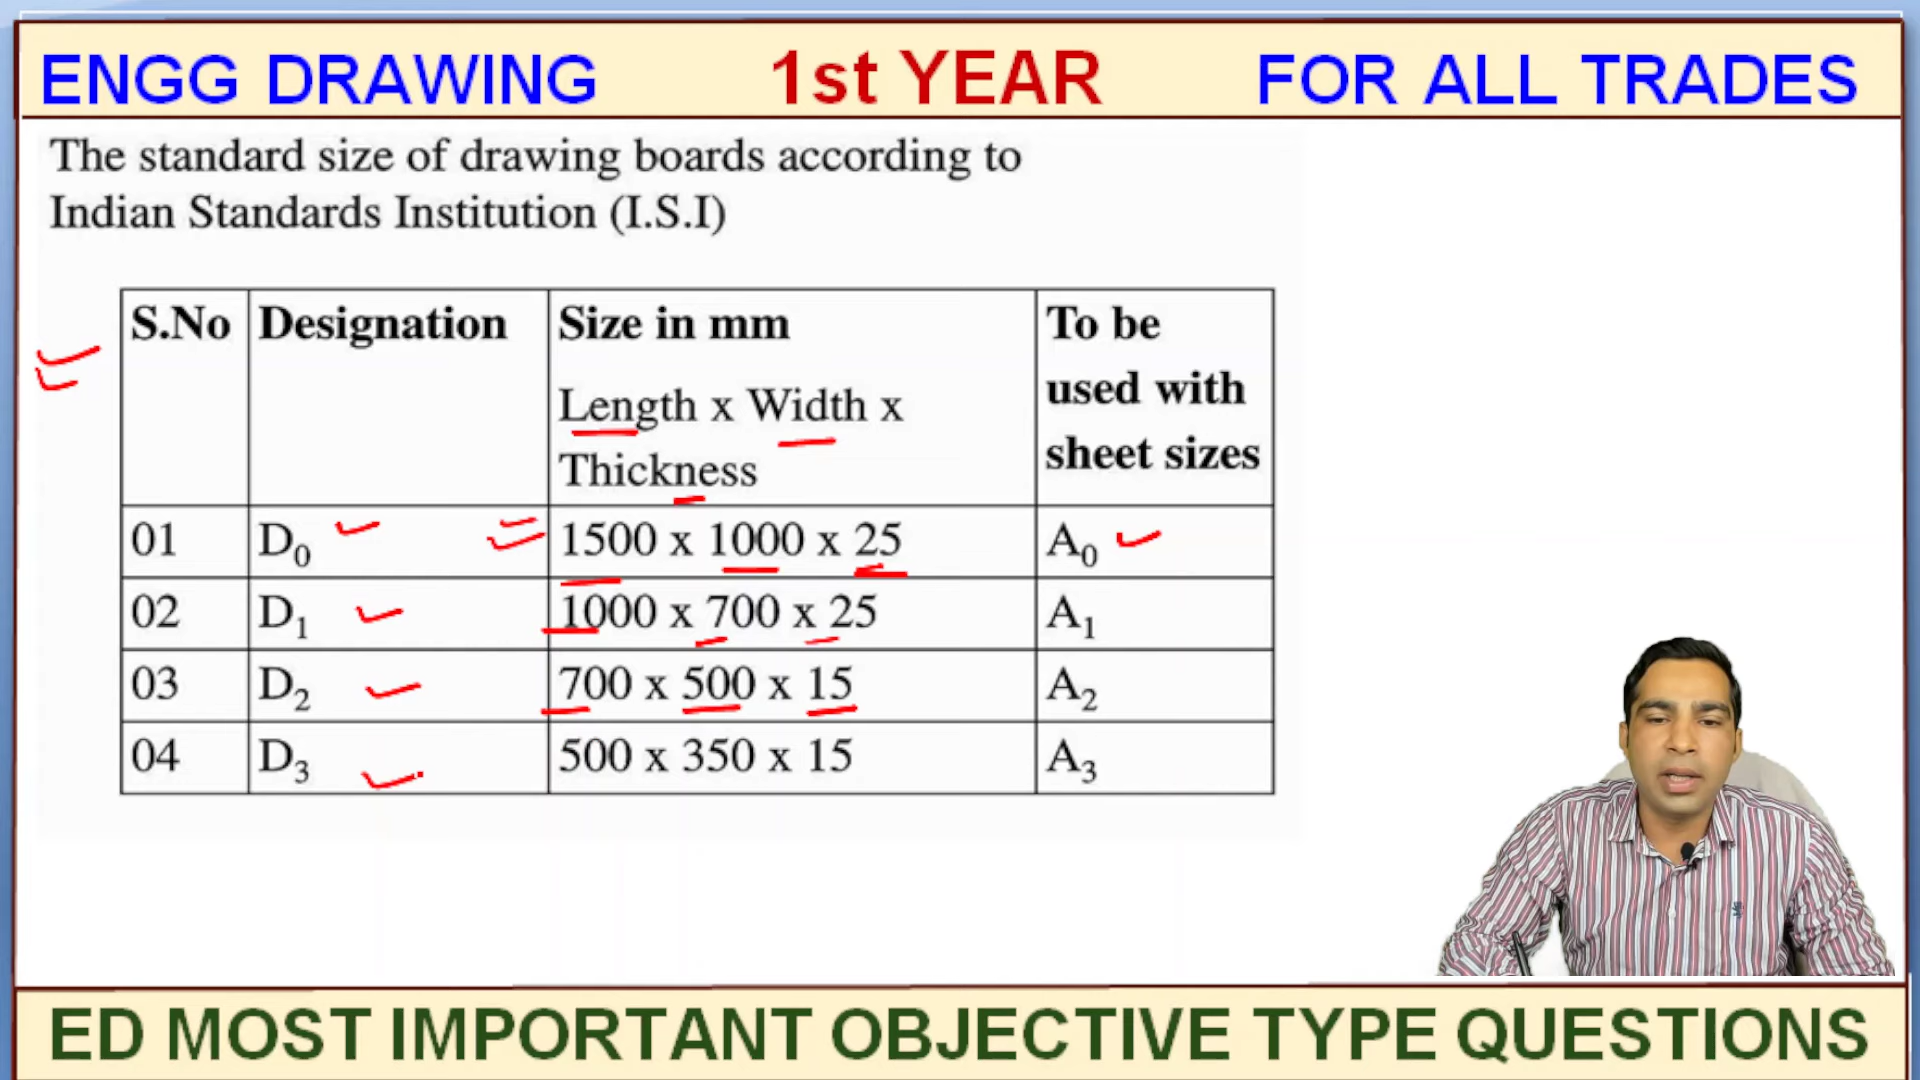 ENGG DRAWING 1st YEAR FOR ALL TRADES
The standard size of drawing boards according to
Indian Standards Institution (I.S.I)
S.No Designation Size in mm To be
Length x Width x used with
Thickness sheet sizes
01 D₀ 1500 x 1000 x 25 A₀
02 D₁ 1000 x 700 x 25 A₁
03 D₂ 700 x 500 x 15 A₂
04 D₃ 500 x 350 x 15 A₃
ED MOST IMPORTANT OBJECTIVE TYPE QUESTIONS